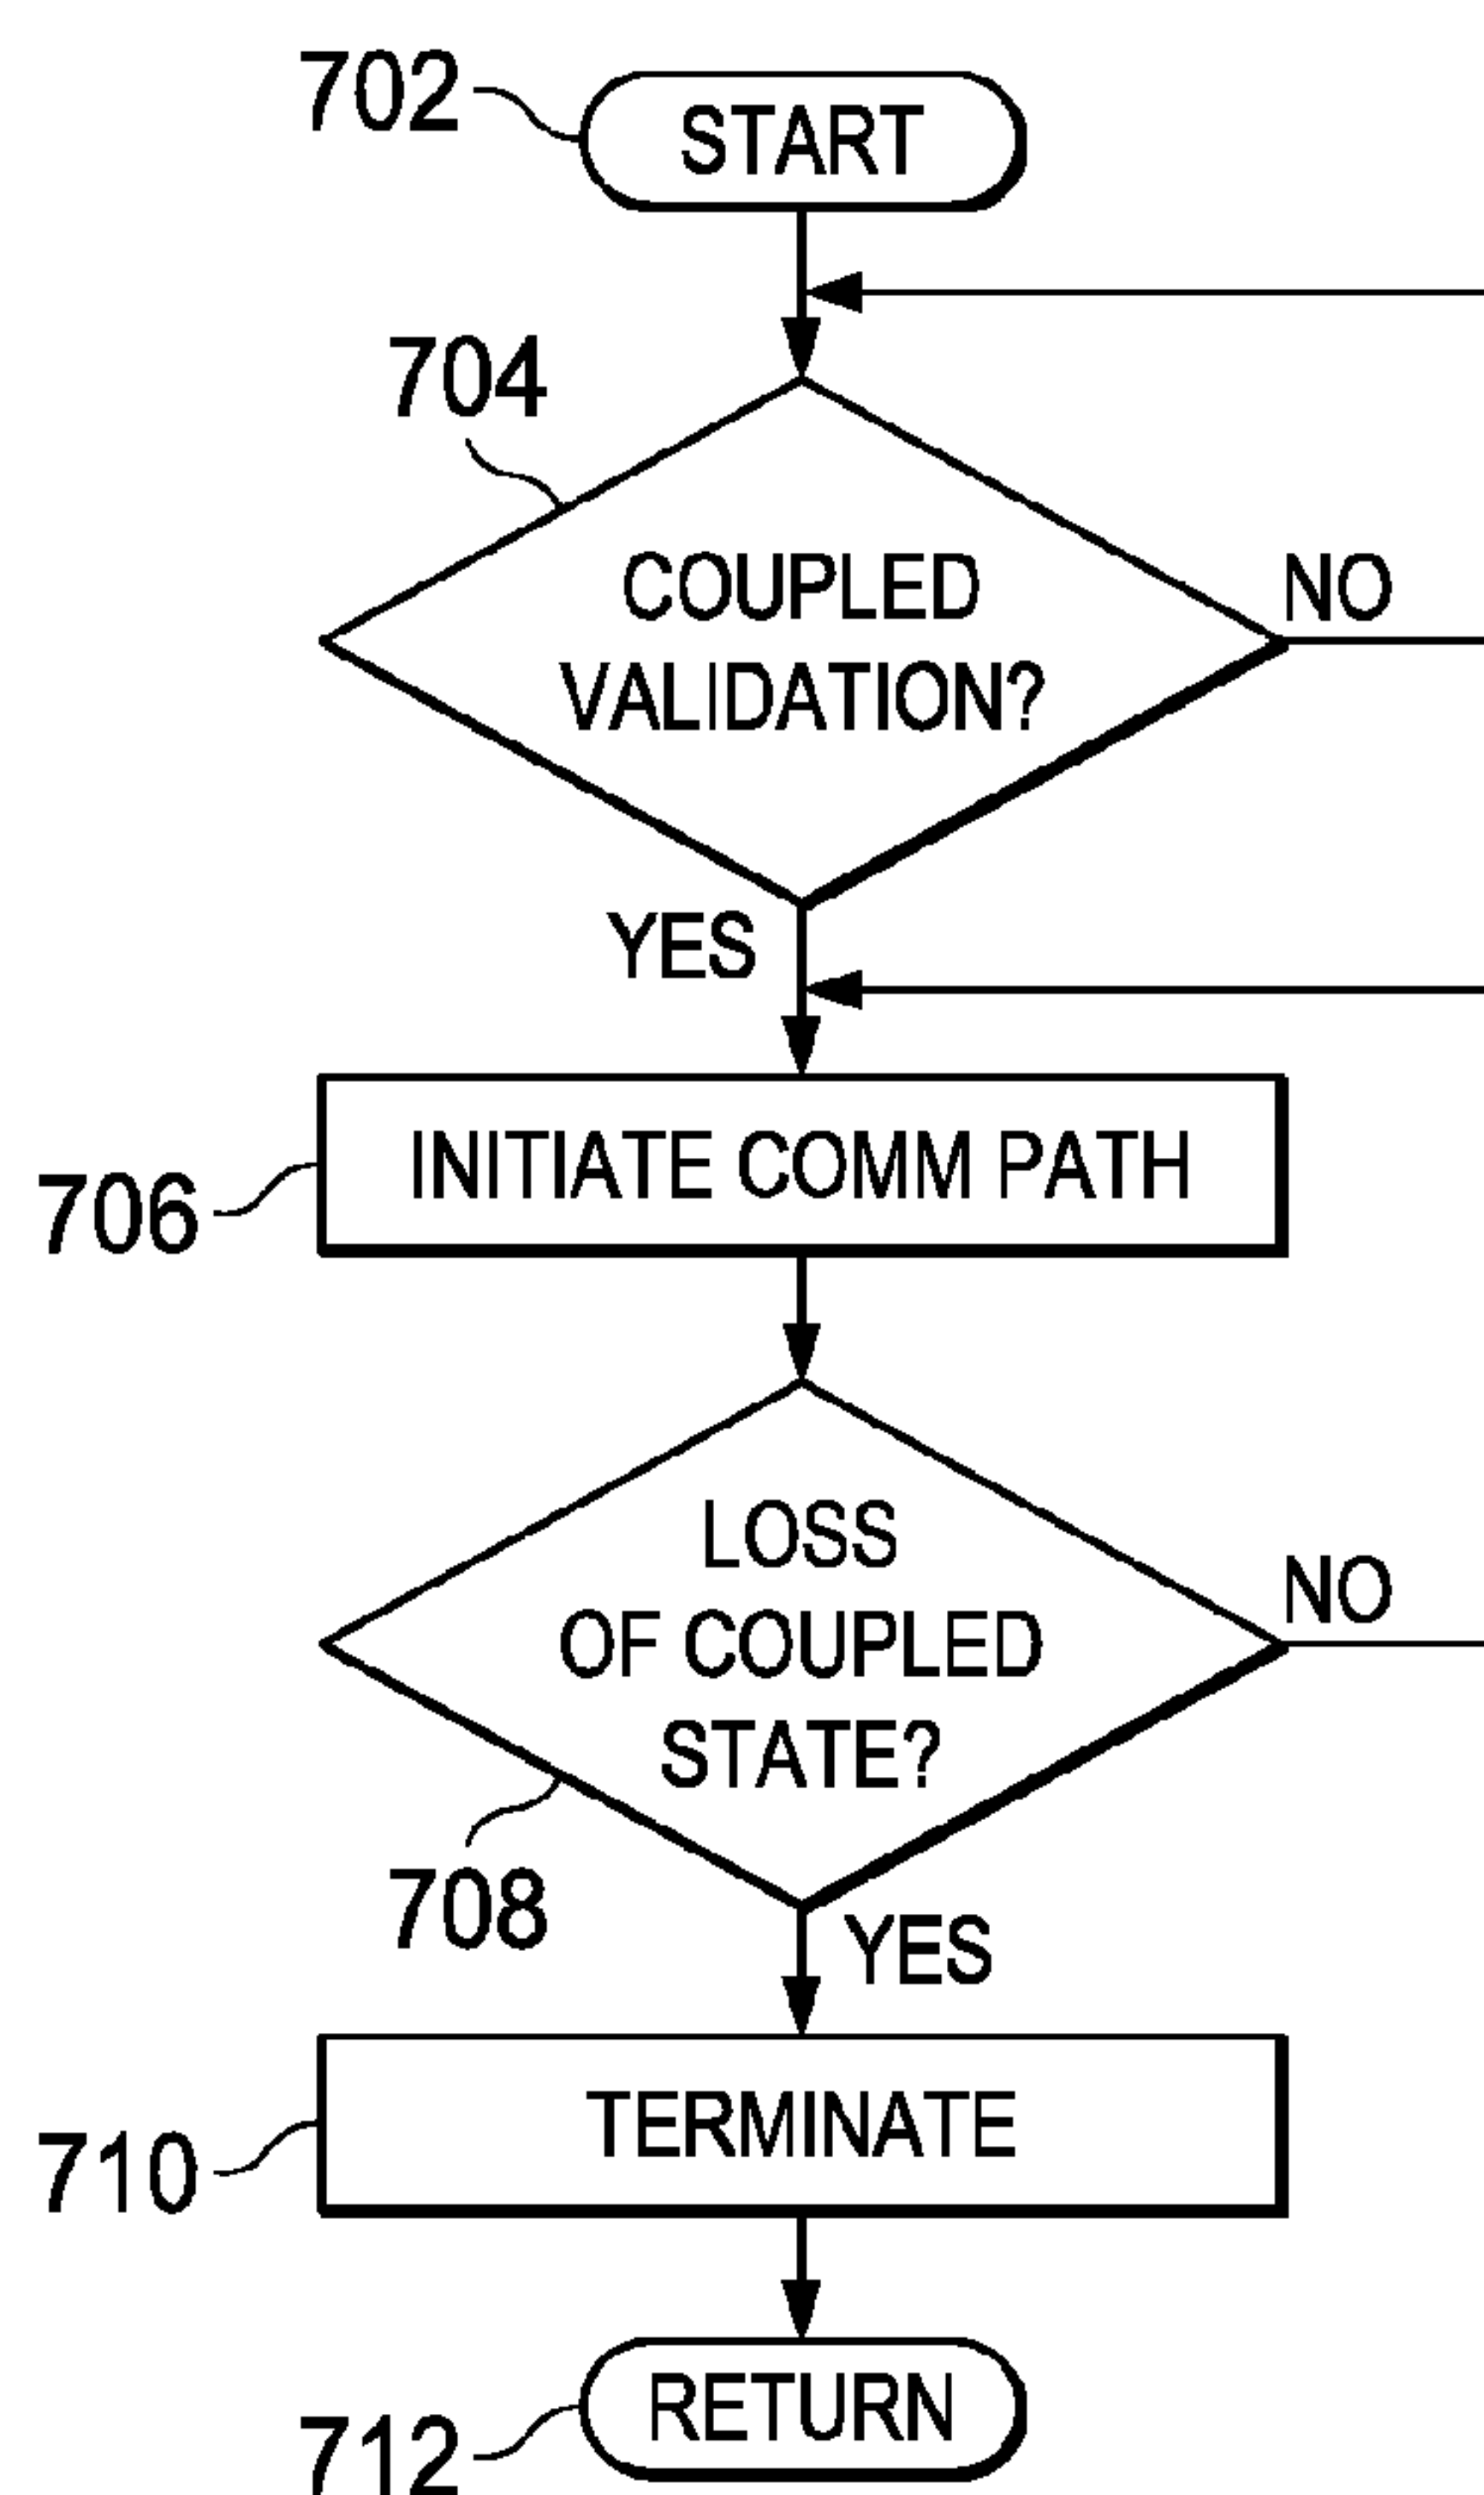 702
START
704
COUPLED
VALIDATION?
NO
YES
INITIATE COMM PATH
706
LOSS
OF COUPLED
STATE?
NO
708
YES
TERMINATE
710
RETURN
712